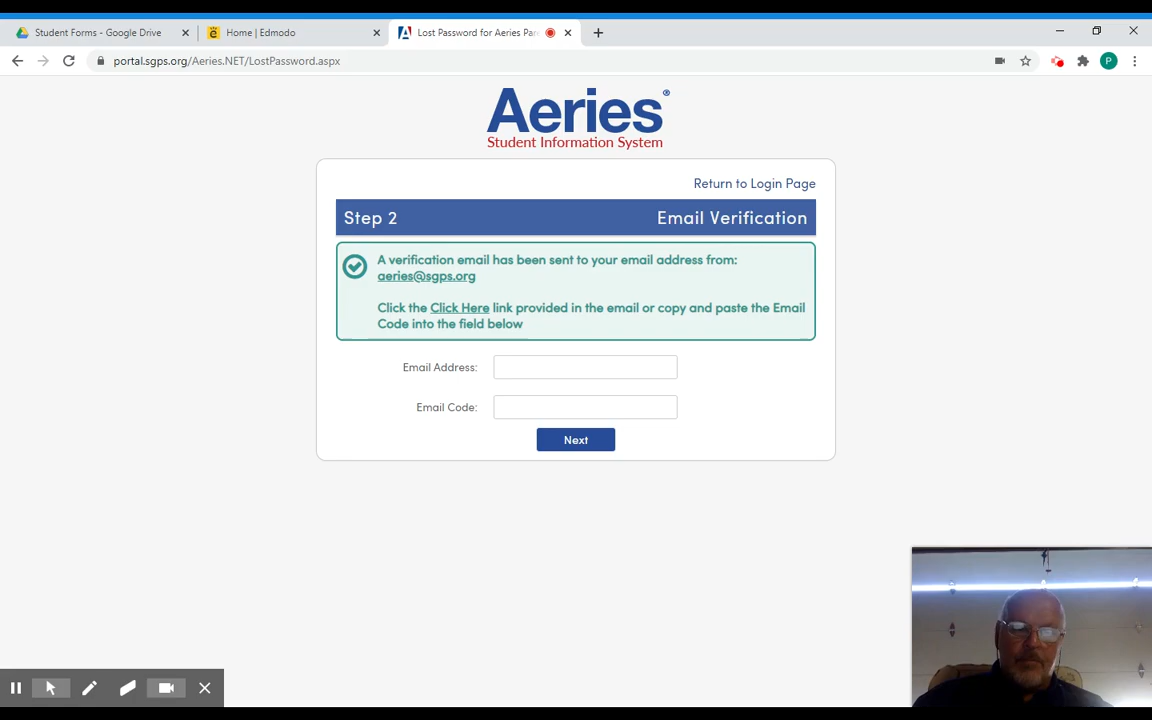 Student Forms - Google Drive
Home | Edmodo
Lost Password for Aeries Par
portal.sgps.org/Aeries.NET/LostPassword.aspx
P
Aeries®
Student Information System
Return to Login Page
Step 2 Email Verification
A verification email has been sent to your email address from:
aeries@sgps.org
Click the Click Here link provided in the email or copy and paste the Email
Code into the field below
Email Address:
Email Code:
Next